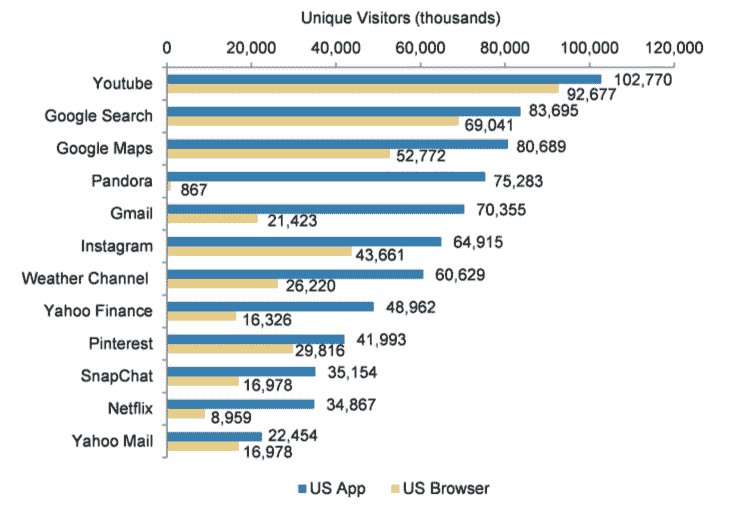 Unique Visitors (thousands)
0 20,000 40,000 60,000 80,000 100,000 120,000
Youtube 102,770
92,677
Google Search 83,695
69,041
Google Maps 80,689
52,772
Pandora 75,283
867
Gmail 70,355
21,423
Instagram 64,915
43,661
Weather Channel 60,629
26,220
Yahoo Finance 48,962
16,326
Pinterest 41,993
29,816
SnapChat 35,154
16,978
Netflix 34,867
8,959
Yahoo Mail 22,454
16,978
US App US Browser